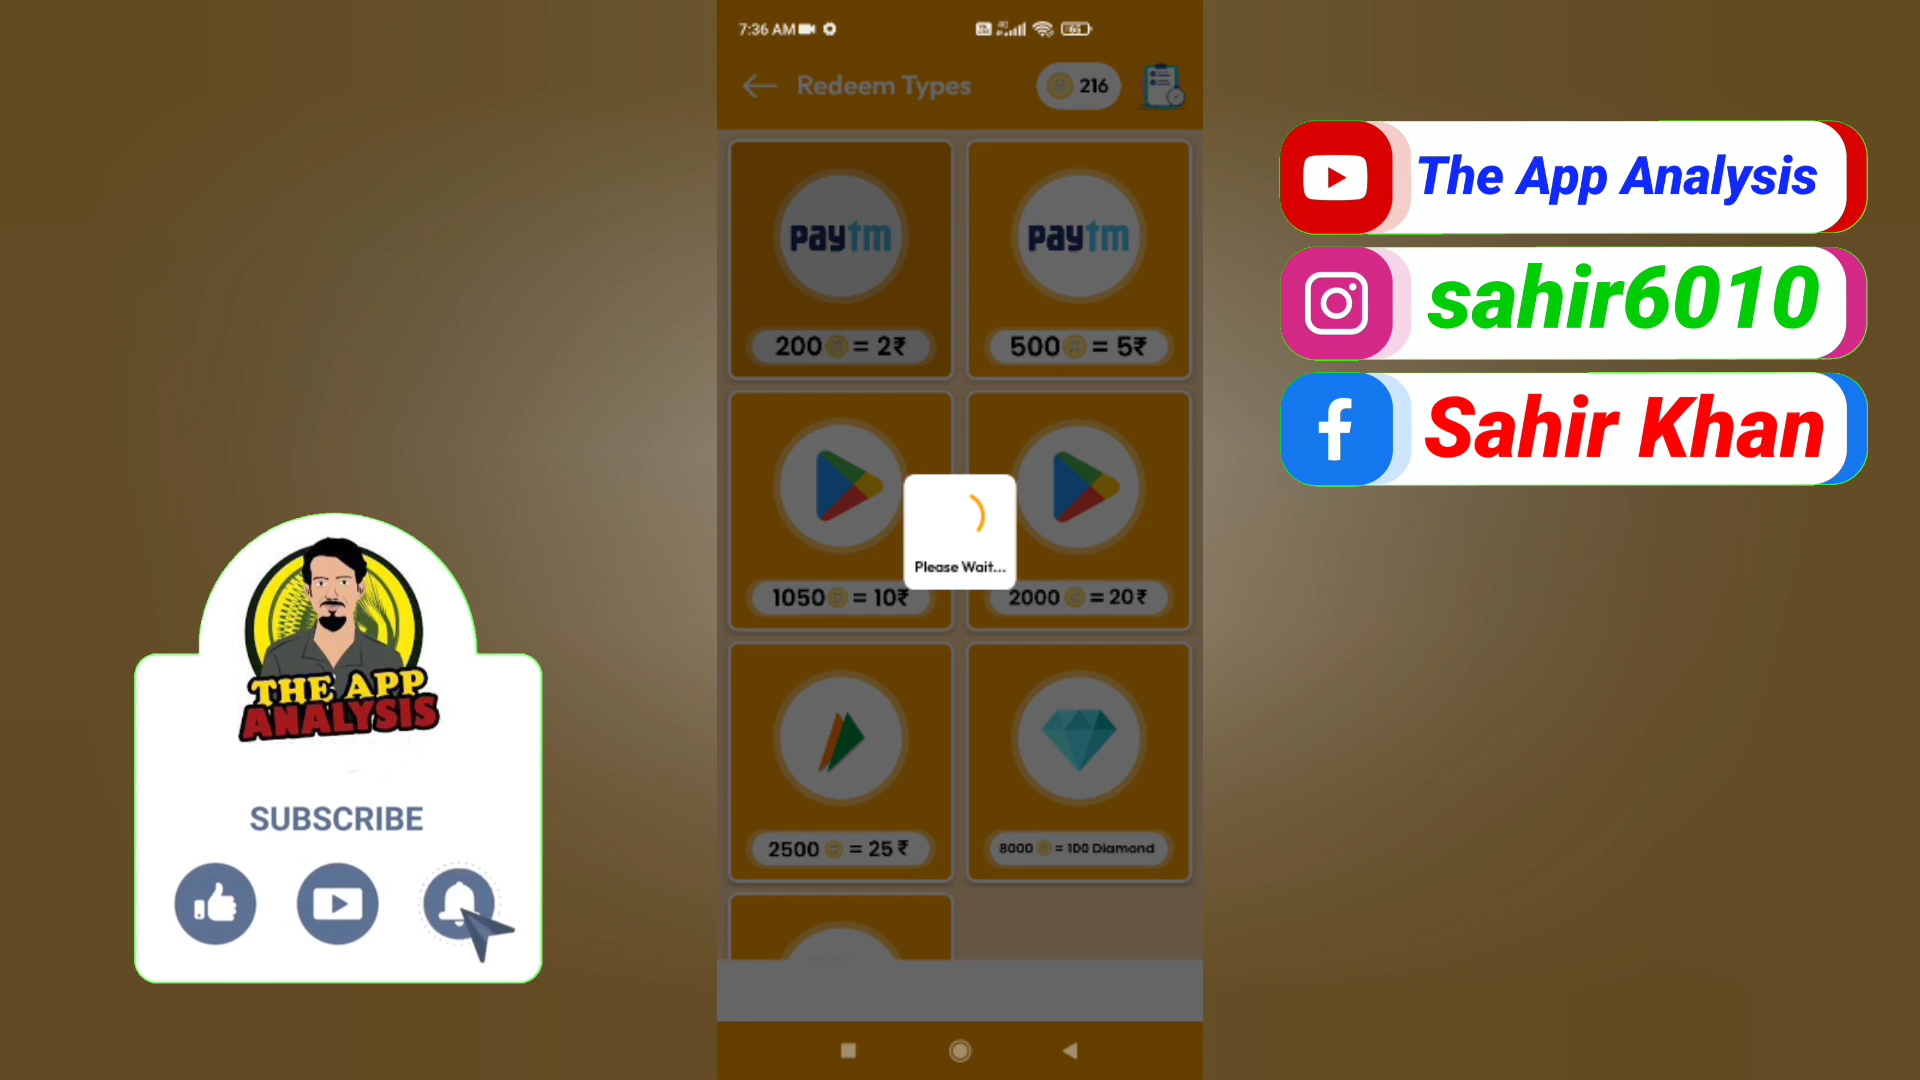 7:36 AM
Redeem Types
216
paytm
paytm
200 = 2₹
500 = 5₹
1050 = 10₹
2000 = 20₹
Please Wait...
2500 = 25₹
8000 = 100 Diamond
The App Analysis
sahir6010
Sahir Khan
THE APP
ANALYSIS
SUBSCRIBE